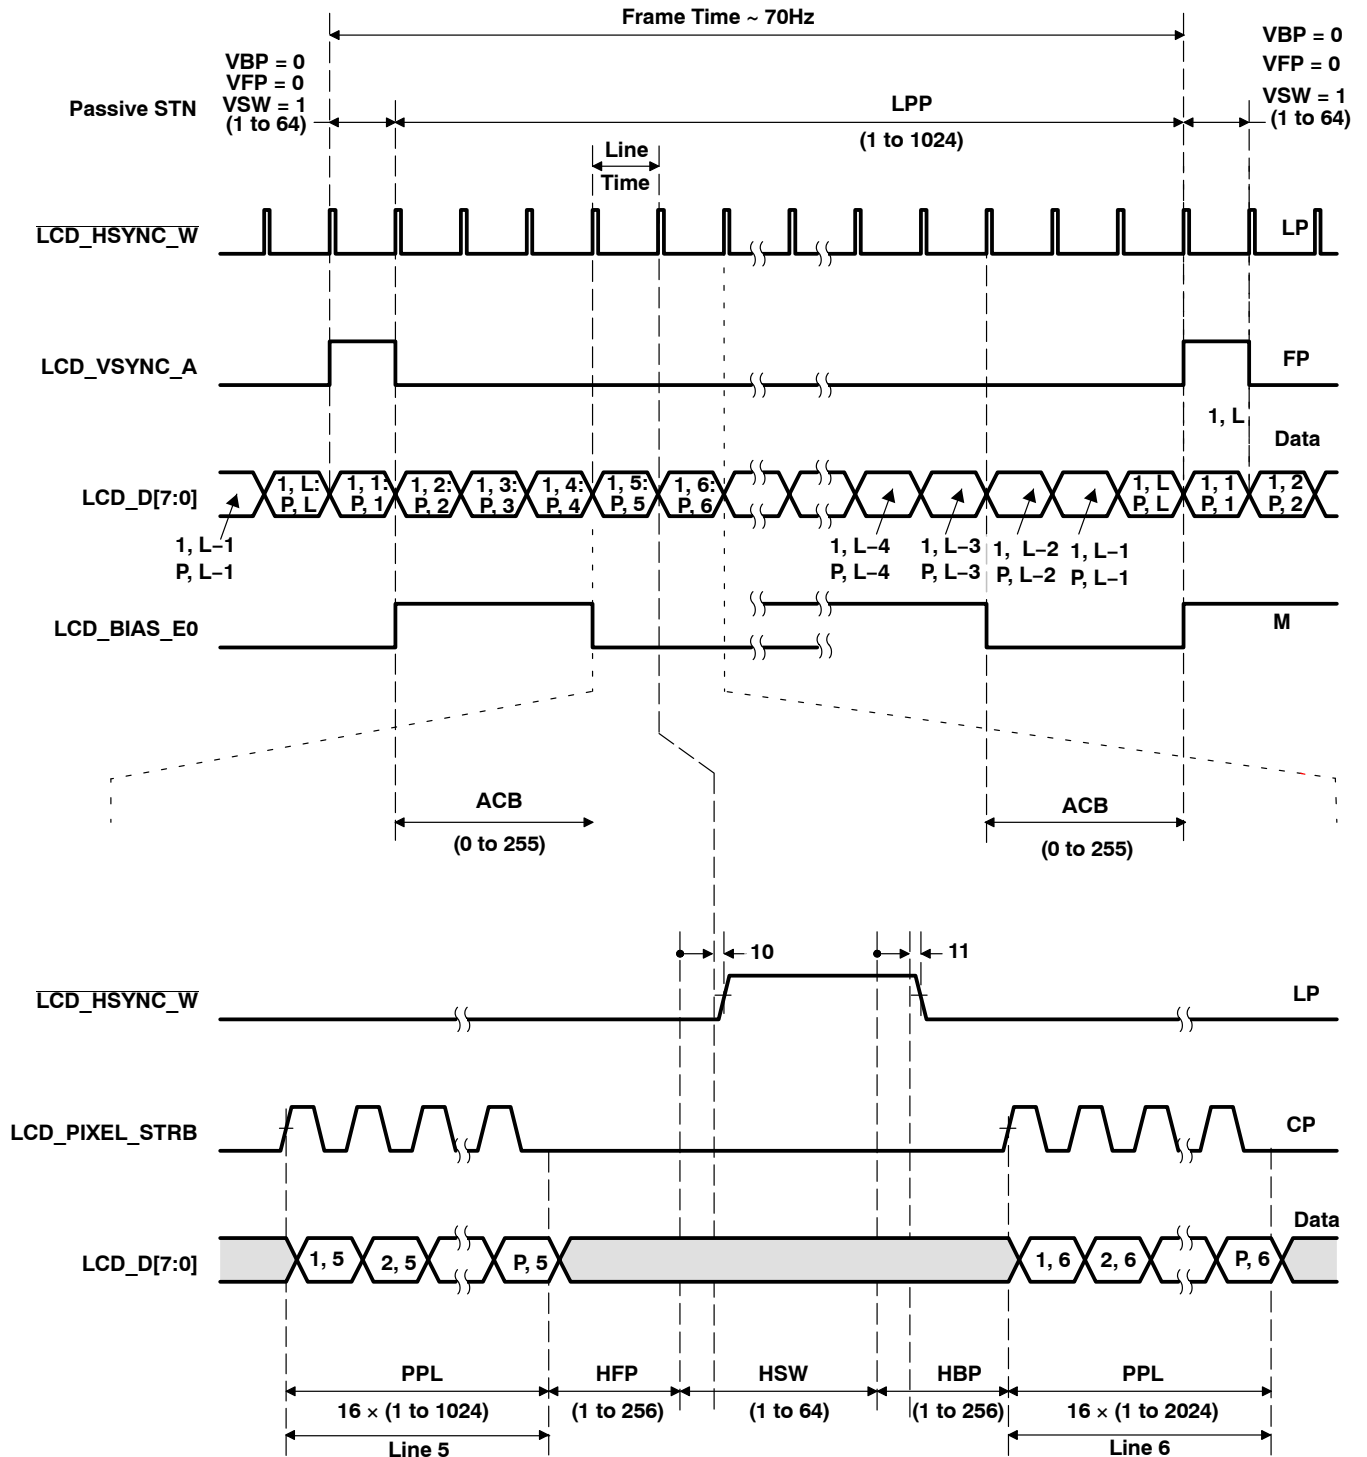 Frame Time ~ 70Hz
VBP = 0
VFP = 0
VSW = 1
(1 to 64)
VBP = 0
VFP = 0
VSW = 1
(1 to 64)
Passive STN
LPP
(1 to 1024)
Line
Time
LCD_HSYNC_W
LP
LCD_VSYNC_A
FP
1, L
Data
LCD_D[7:0]
1, L: P, L
1, 1: P, 1
1, 2: P, 2
1, 3: P, 3
1, 4: P, 4
1, 5: P, 5
1, 6: P, 6
1, L P, L
1, 1 P, 1
1, 2 P, 2
1, L−1
P, L−1
1, L−4
P, L−4
1, L−3
P, L−3
1, L−2
P, L−2
1, L−1
P, L−1
LCD_BIAS_E0
M
ACB
(0 to 255)
ACB
(0 to 255)
10
11
LCD_HSYNC_W
LP
LCD_PIXEL_STRB
CP
Data
LCD_D[7:0]
1, 5
2, 5
P, 5
1, 6
2, 6
P, 6
PPL
HFP
HSW
HBP
PPL
16 × (1 to 1024)
(1 to 256)
(1 to 64)
(1 to 256)
16 × (1 to 2024)
Line 5
Line 6